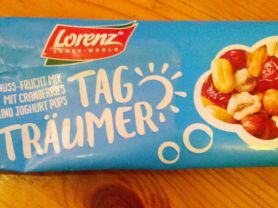 Lorenz
SNACK-WORLD
NUSS-FRUCHT MIX
MIT CRANBERRIES
UND JOGHURT POPS
TAG
TRÄUMER